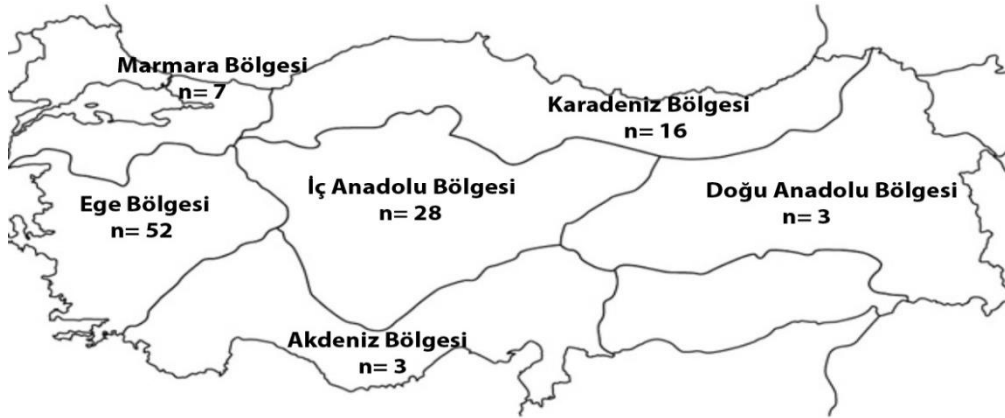 Marmara Bölgesi
n= 7
Karadeniz Bölgesi
n= 16
Ege Bölgesi
n= 52
İç Anadolu Bölgesi
n= 28
Doğu Anadolu Bölgesi
n= 3
Akdeniz Bölgesi
n= 3